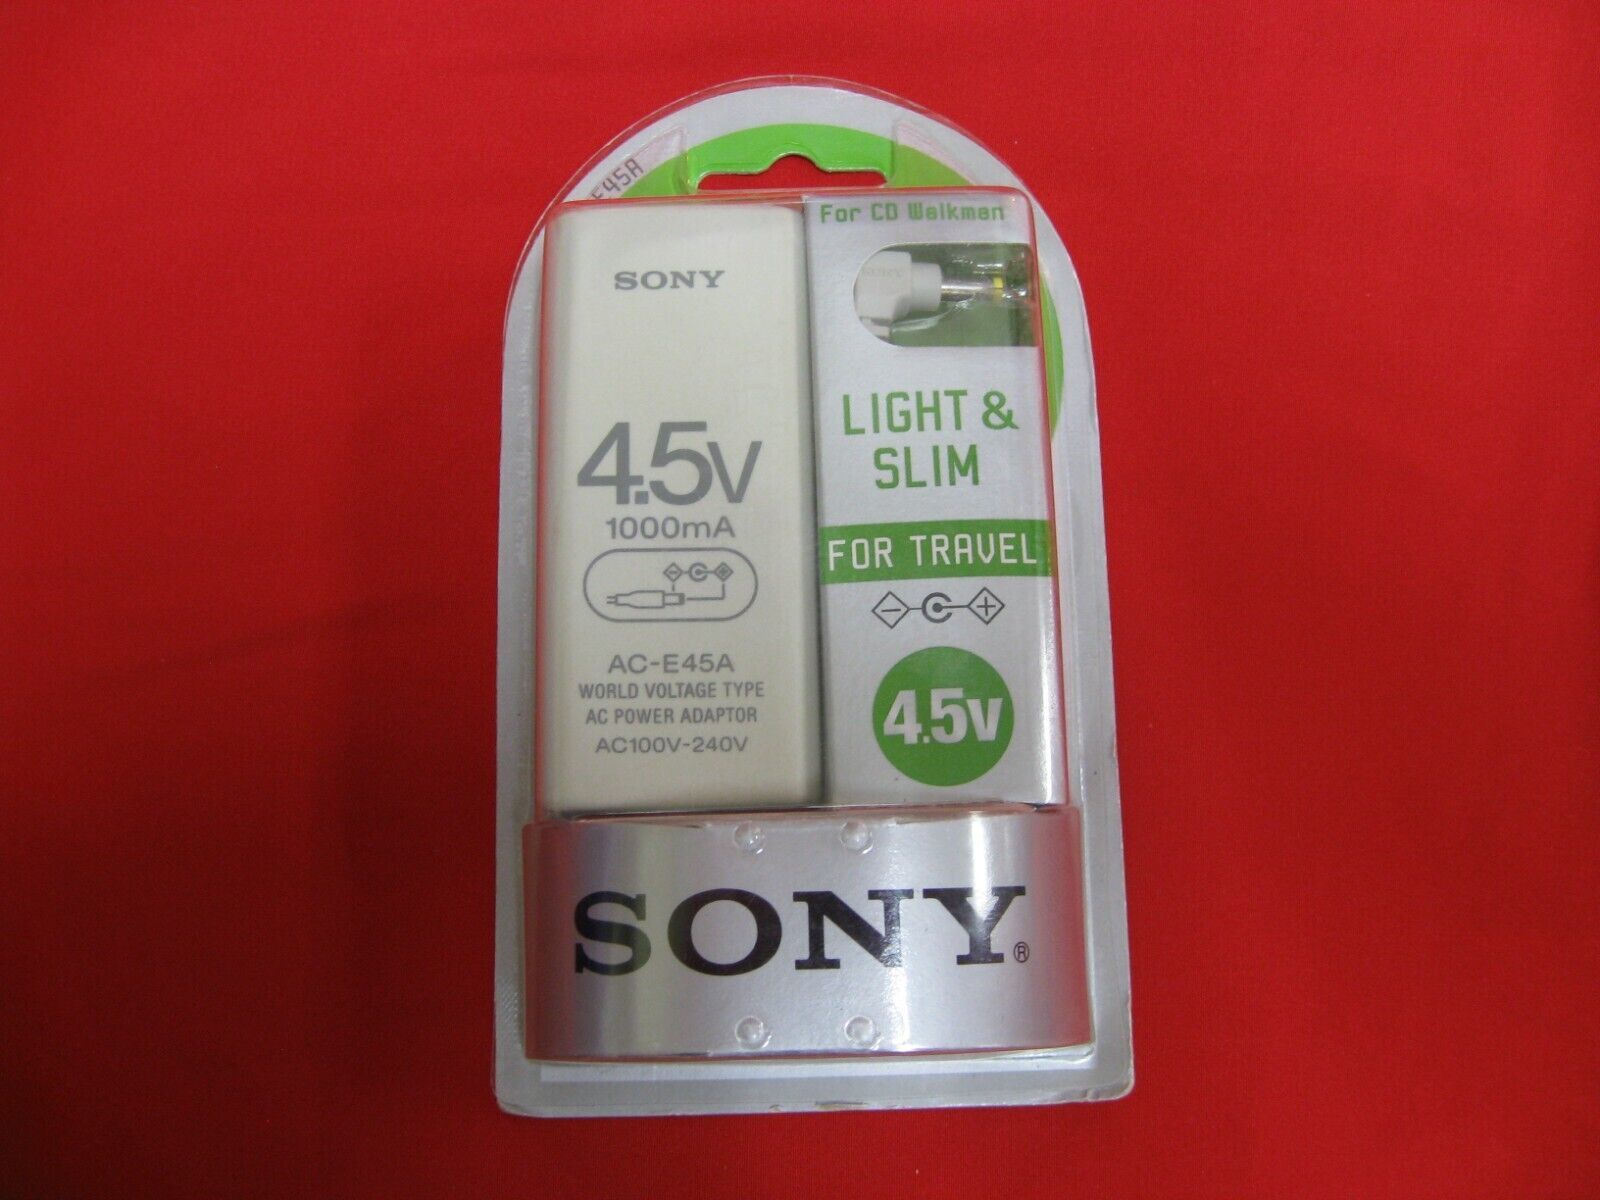 E45A
For CD Walkman
SONY
SONY
4.5V
1000mA
AC-E45A
WORLD VOLTAGE TYPE
AC POWER ADAPTOR
AC100V-240V
LIGHT &
SLIM
FOR TRAVEL
4.5V
SONY®